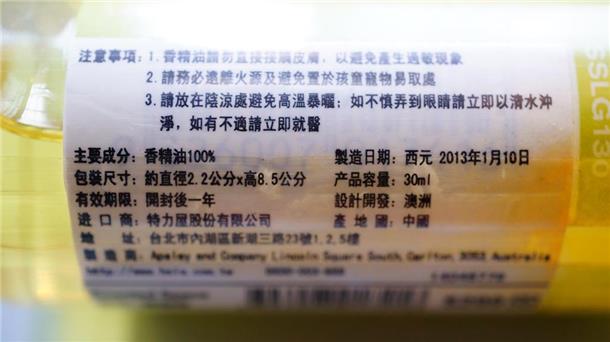 注意事項：1. 香精油請勿直接接觸皮膚，以避免產生過敏現象
2. 請務必遠離火源及避免置於孩童寵物易取處
3. 請放在陰涼處避免高溫暴曬；如不慎弄到眼睛請立即以清水沖
淨，如有不適請立即就醫
主要成分：香精油100%
包裝尺寸：約直徑2.2公分x高8.5公分
有效期限：開封後一年
進口商：特力屋股份有限公司
地址：台北市內湖區新湖三路23號1,2,5樓
製造商：Apsley and Company Lincoln Square South, Carlton, 3053 Australia
製造日期：西元 2013年1月10日
产品容量：30ml
設計開發：澳洲
產地國：中國
SSLG130